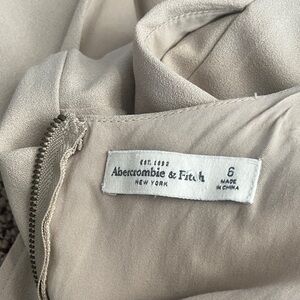 EST. 1892
Abercrombie & Fitch
NEW YORK
6
MADE
IN CHINA